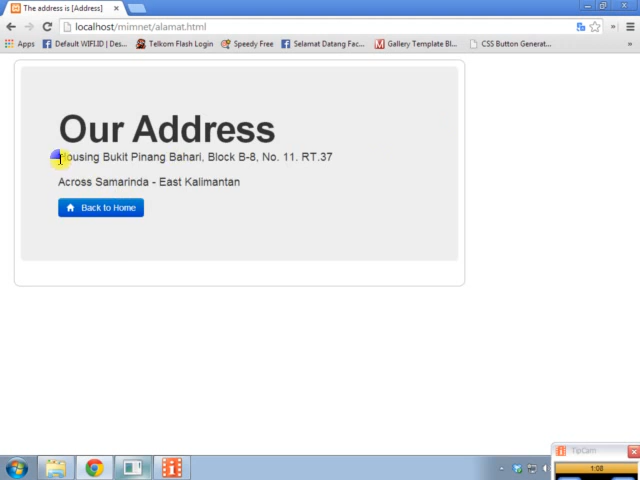 The address is [Address]
localhost/mimnet/alamat.html
Apps Default WIFI.ID | Des... Telkom Flash Login Speedy Free Selamat Datang Fac... Gallery Template Bl... CSS Button Generat... »
Our Address
Housing Bukit Pinang Bahari, Block B-8, No. 11. RT.37
Across Samarinda - East Kalimantan
Back to Home
TipCam
1:08